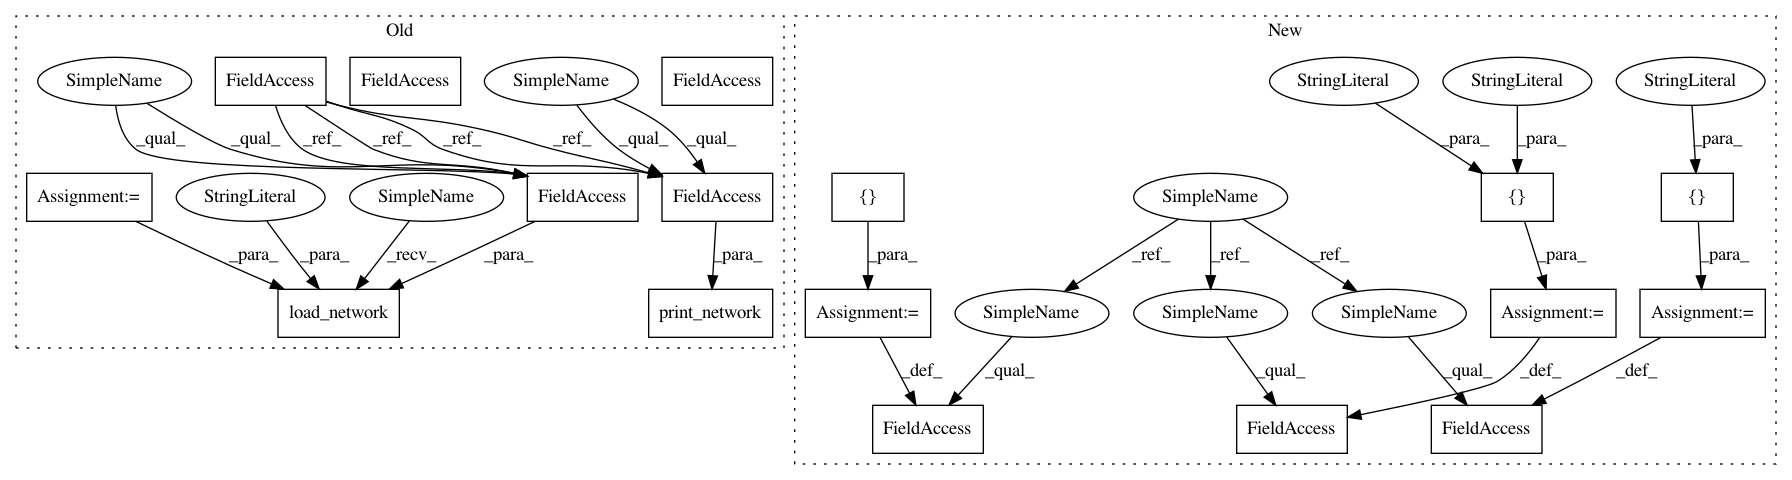 Old
New
SimpleName
FieldAccess
FieldAccess
SimpleName
FieldAccess
StringLiteral
StringLiteral
StringLiteral
_qual_
_qual_
_ref_
_ref_
_ref_
_ref_
_qual_
_qual_
_para_
_para_
_para_
Assignment:=
StringLiteral
SimpleName
FieldAccess
FieldAccess
{}
SimpleName
{}
{}
_para_
_para_
_recv_
_para_
_para_
_para_
_ref_
_ref_
_ref_
_para_
_para_
load_network
print_network
Assignment:=
SimpleName
SimpleName
SimpleName
Assignment:=
Assignment:=
_def_
_qual_
_qual_
_qual_
_def_
_def_
FieldAccess
FieldAccess
FieldAccess